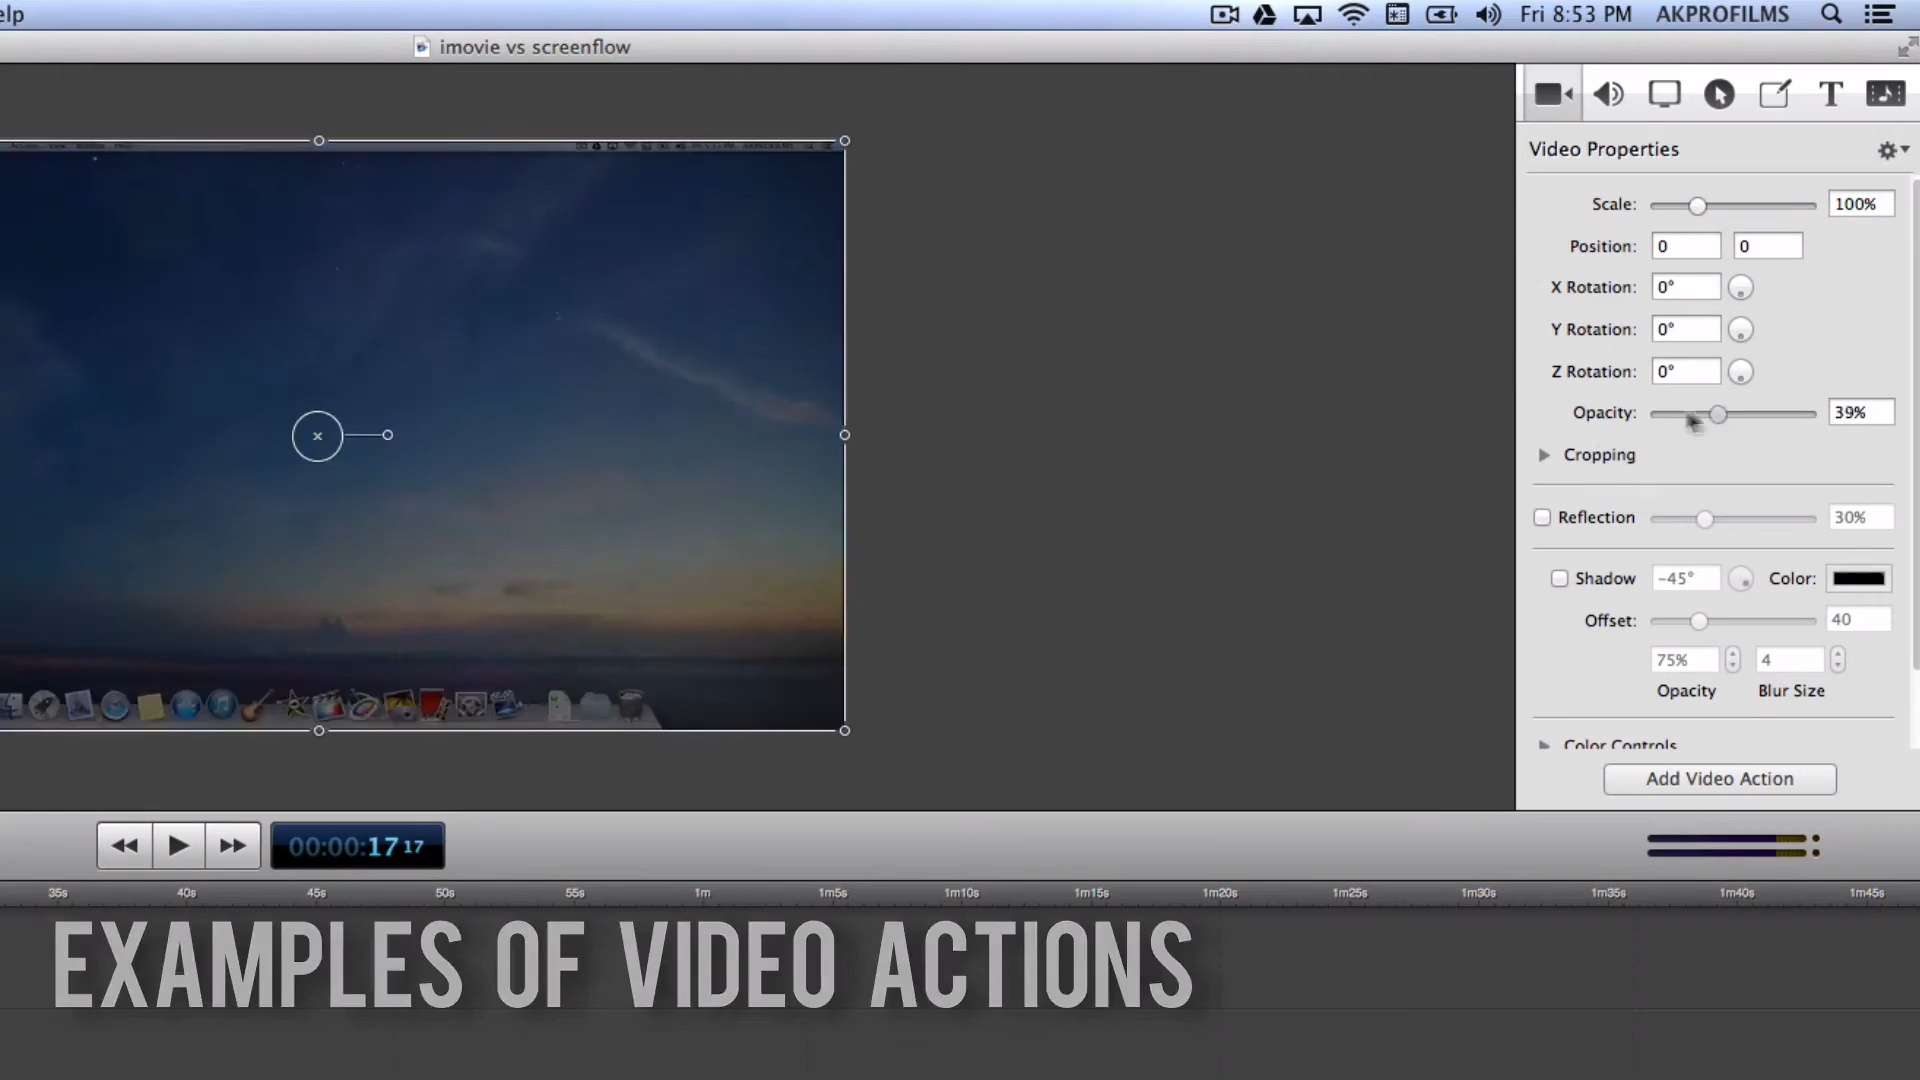 elp
Fri 8:53 PM AKPROFILMS
imovie vs screenflow
T
Video Properties
Scale: 100%
Position: 0 0
X Rotation: 0°
Y Rotation: 0°
Z Rotation: 0°
Opacity: 39%
Cropping
Reflection 30%
Shadow -45° Color:
Offset: 40
75% 4
Opacity Blur Size
Color Controls
Add Video Action
00:00:17 17
35s 40s 45s 50s 55s 1m 1m5s 1m10s 1m15s 1m20s 1m25s 1m30s 1m35s 1m40s 1m45s
EXAMPLES OF VIDEO ACTIONS